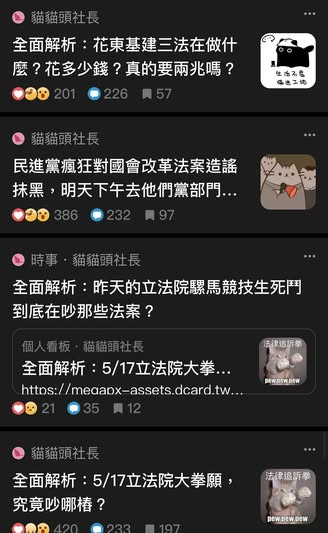 貓貓頭社長
全面解析：花東基建三法在做什
麼？花多少錢？真的要兩兆嗎？
201 226 57
生活不易
貓貓頭社長
民進黨瘋狂對國會改革法案造謠
抹黑，明天下午去他們黨部門...
386 232 97
時事・貓貓頭社長
全面解析：昨天的立法院騾馬競技生死鬥
到底在吵那些法案？
個人看板・貓貓頭社長
全面解析：5/17立法院大拳...
https://megapx-assets.dcard.tw...
法律追訴拳
pew.pew.pew
21 35 12
貓貓頭社長
全面解析：5/17立法院大拳願，
究竟吵哪樁？
法律追訴拳
pew.pew.pew
420 233 197